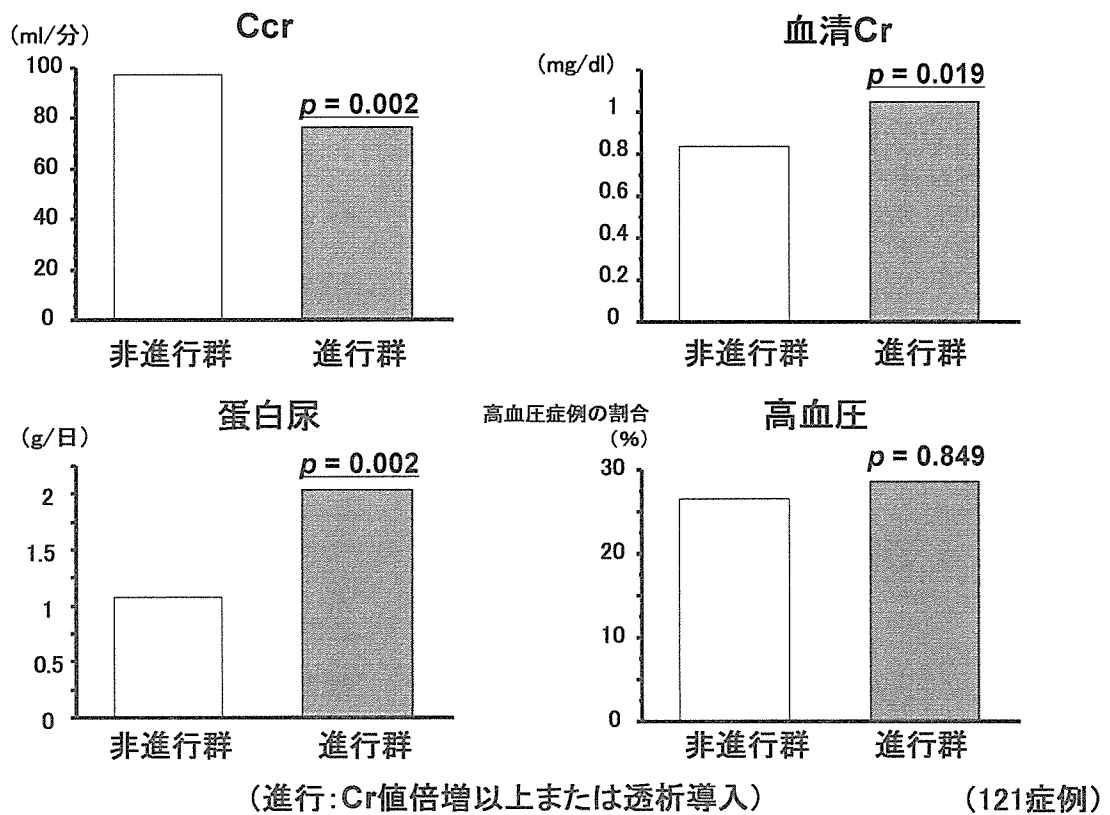 Ccr
(ml/分)
100
80
60
40
20
0
p = 0.002
非進行群 進行群
血清Cr
(mg/dl)
1
0.8
0.6
0.4
0.2
0
p = 0.019
非進行群 進行群
蛋白尿
(g/日)
2
1.5
1
0.5
0
p = 0.002
非進行群 進行群
高血圧症例の割合
(%)
高血圧
30
20
10
0
p = 0.849
非進行群 進行群
(進行:Cr値倍増以上または透析導入) (121症例)